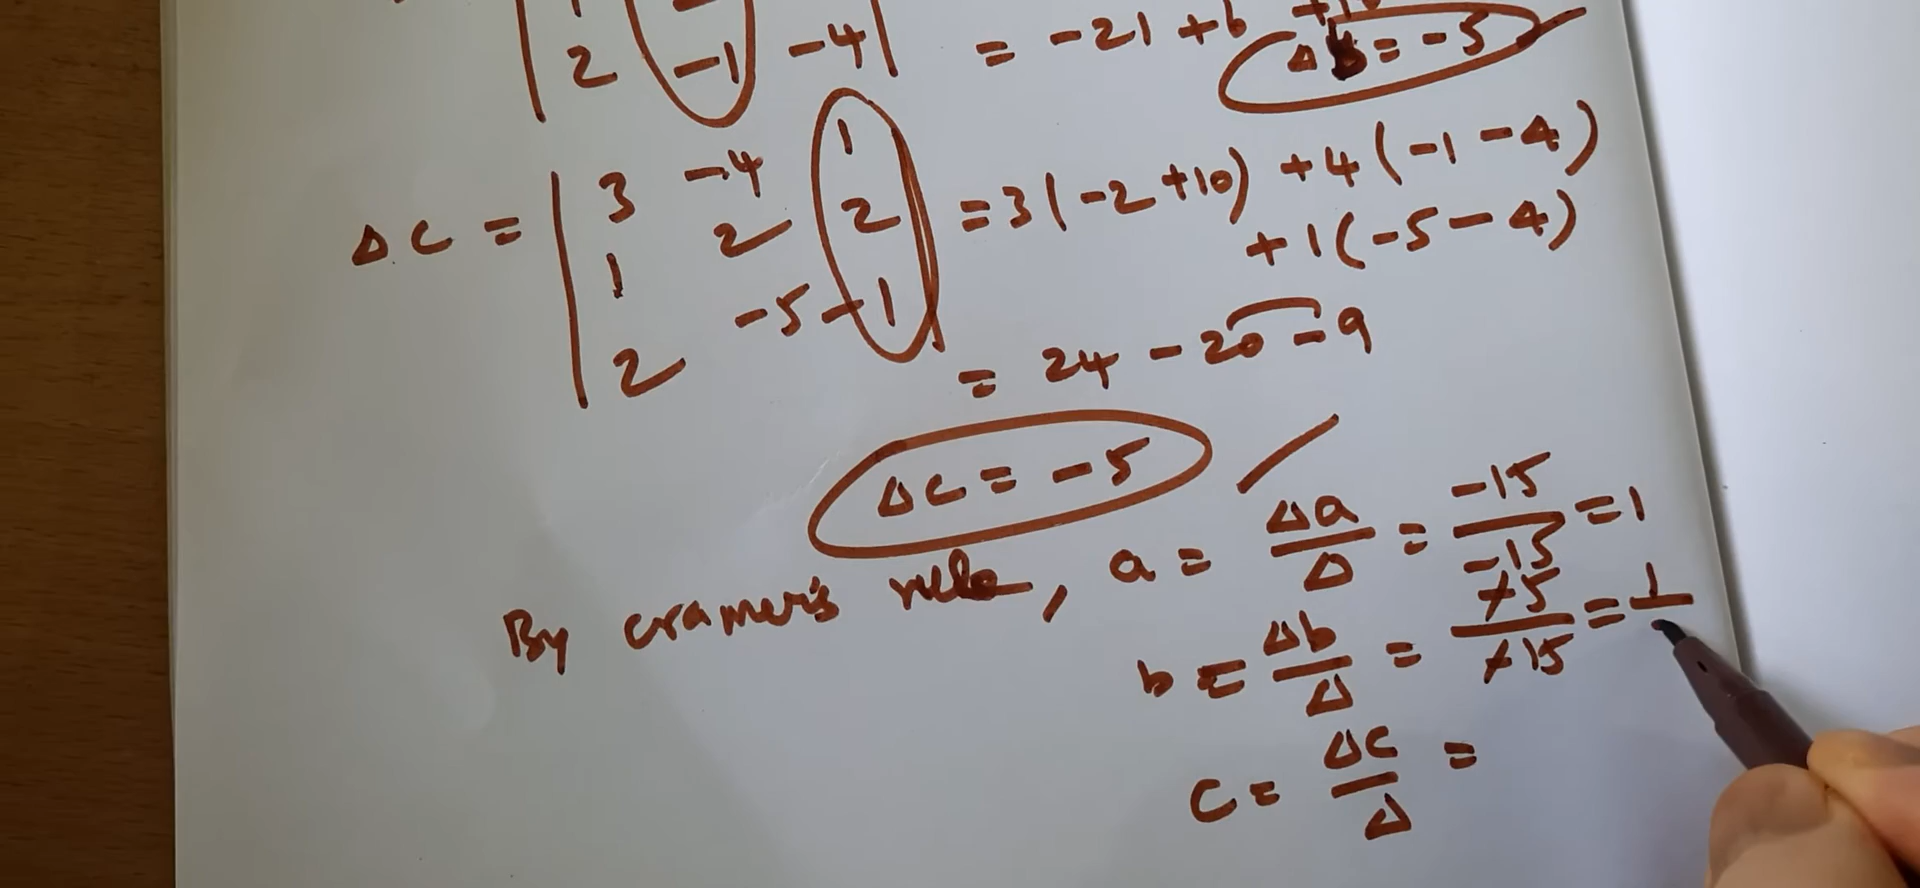 2 -1 -4 = -21 + 6 + 10
Δb = -5
3 -4 1
ΔC = 1 2 2 = 3(-2 +10) +4(-1 -4)
2 -5 -1 +1(-5 -4)
= 24 - 20 - 9
ΔC = -5
By cramer's rule, a = Δa/Δ = -15/-15 = 1
b = Δb/Δ = -5/-15 = 1/
C = ΔC/Δ =